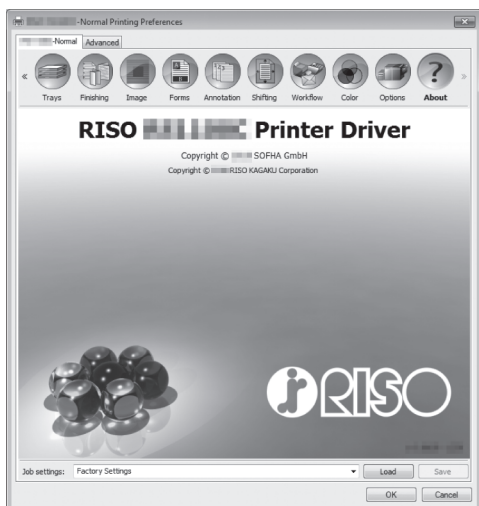 -Normal Printing Preferences
-Normal Advanced
Trays Finishing Image Forms Annotation Shifting Workflow Color Options About
RISO Printer Driver
Copyright © SOFHA GmbH
Copyright © RISO KAGAKU Corporation
RISO
Job settings: Factory Settings Load Save
OK Cancel